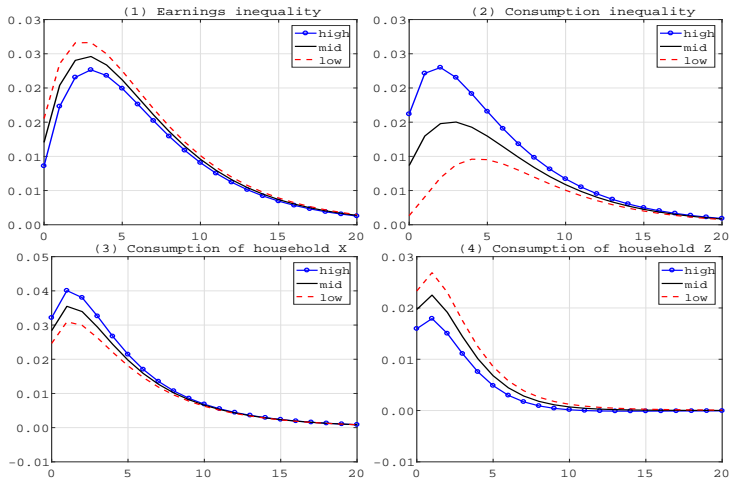 (1) Earnings inequality
0.03
0.03
0.02
0.02
0.01
0.01
0.00
0 5 10 15 20
high
mid
low
(2) Consumption inequality
0.03
0.03
0.02
0.02
0.01
0.01
0.00
0 5 10 15 20
high
mid
low
(3) Consumption of household X
0.05
0.04
0.03
0.02
0.01
0.00
-0.01
0 5 10 15 20
high
mid
low
(4) Consumption of household Z
0.03
0.02
0.01
0.00
-0.01
0 5 10 15 20
high
mid
low